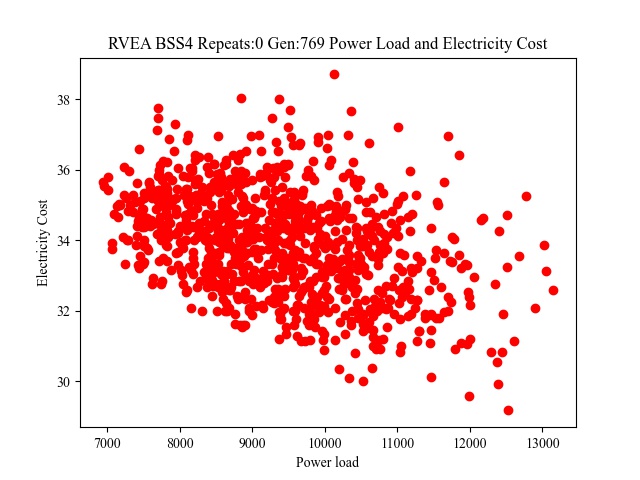 RVEA BSS4 Repeats:0 Gen:769 Power Load and Electricity Cost
38
36
34
32
30
Electricity Cost
7000 8000 9000 10000 11000 12000 13000
Power load